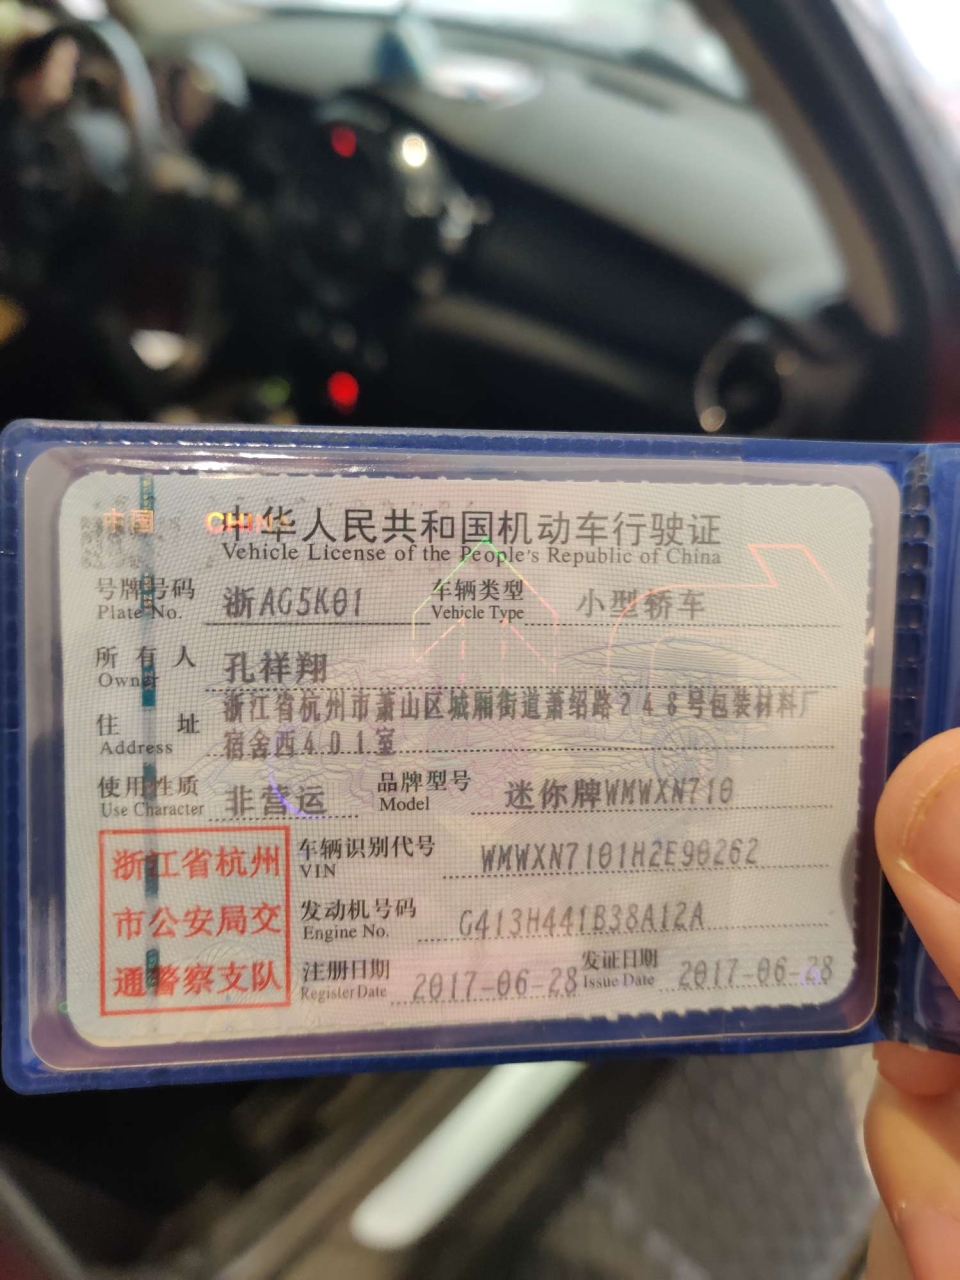 中国 CHINA
中华人民共和国机动车行驶证
Vehicle License of the People's Republic of China
号牌号码 浙AG5K01 车辆类型 小型轿车
Plate No. Vehicle Type
所有人 孔祥翔
Owner
住址 浙江省杭州市萧山区城厢街道萧绍路248号包装材料厂
Address 宿舍西401室
使用性质 非营运 品牌型号 迷你牌WMWXN710
Use Character Model
浙江省杭州
市公安局交
通警察支队
车辆识别代号 WMWXN7101H2E90262
VIN
发动机号码 G413H441B38A12A
Engine No.
注册日期 2017-06-28 发证日期 2017-06-28
Register Date Issue Date